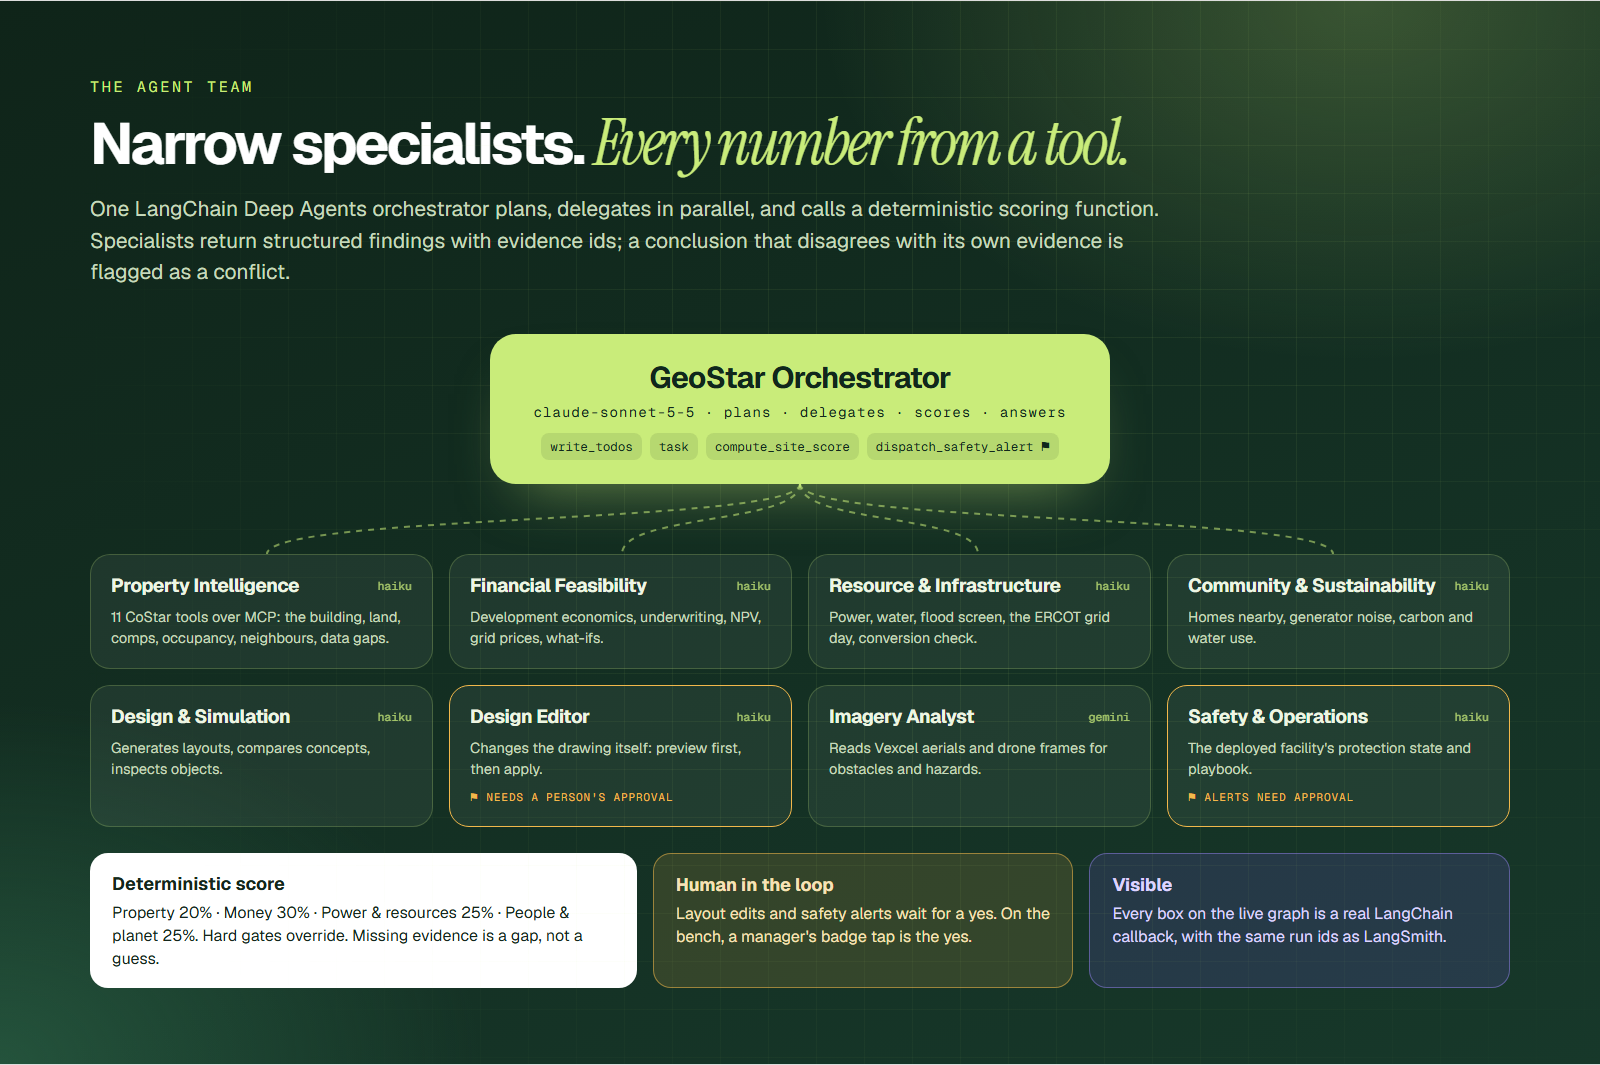 THE AGENT TEAM
Narrow specialists. Every number from a tool.
One LangChain Deep Agents orchestrator plans, delegates in parallel, and calls a deterministic scoring function.
Specialists return structured findings with evidence ids; a conclusion that disagrees with its own evidence is
flagged as a conflict.
GeoStar Orchestrator
claude-sonnet-5-5 · plans · delegates · scores · answers
write_todos task compute_site_score dispatch_safety_alert ⚑
Property Intelligence haiku
11 CoStar tools over MCP: the building, land,
comps, occupancy, neighbours, data gaps.
Financial Feasibility haiku
Development economics, underwriting, NPV,
grid prices, what-ifs.
Resource & Infrastructure haiku
Power, water, flood screen, the ERCOT grid
day, conversion check.
Community & Sustainability haiku
Homes nearby, generator noise, carbon and
water use.
Design & Simulation haiku
Generates layouts, compares concepts,
inspects objects.
Design Editor haiku
Changes the drawing itself: preview first,
then apply.
⚑ NEEDS A PERSON'S APPROVAL
Imagery Analyst gemini
Reads Vexcel aerials and drone frames for
obstacles and hazards.
Safety & Operations haiku
The deployed facility's protection state and
playbook.
⚑ ALERTS NEED APPROVAL
Deterministic score
Property 20% · Money 30% · Power & resources 25% · People &
planet 25%. Hard gates override. Missing evidence is a gap, not a
guess.
Human in the loop
Layout edits and safety alerts wait for a yes. On the
bench, a manager's badge tap is the yes.
Visible
Every box on the live graph is a real LangChain
callback, with the same run ids as LangSmith.